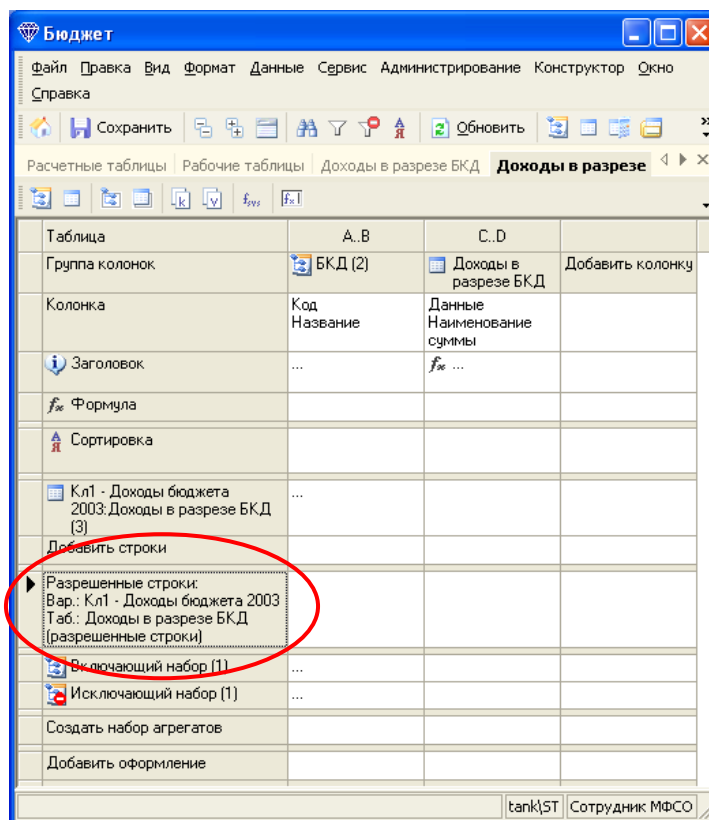 Бюджет
Файл Правка Вид Формат Данные Сервис Администрирование Конструктор Окно
Справка
Сохранить Обновить
Расчетные таблицы Рабочие таблицы Доходы в разрезе БКД Доходы в разрезе
Таблица A..B C..D
Группа колонок БКД (2) Доходы в разрезе БКД Добавить колонку
Колонка Код Данные
Название Наименование
суммы
Заголовок ... fx ...
fx Формула
Сортировка
Кл1 - Доходы бюджета ...
2003:Доходы в разрезе БКД
(3)
Добавить строки
Разрешенные строки:
Вар.: Кл1 - Доходы бюджета 2003
Таб.: Доходы в разрезе БКД
(разрешенные строки)
Включающий набор (1) ...
Исключающий набор (1) ...
Создать набор агрегатов
Добавить оформление
tank\ST Сотрудник МФСО